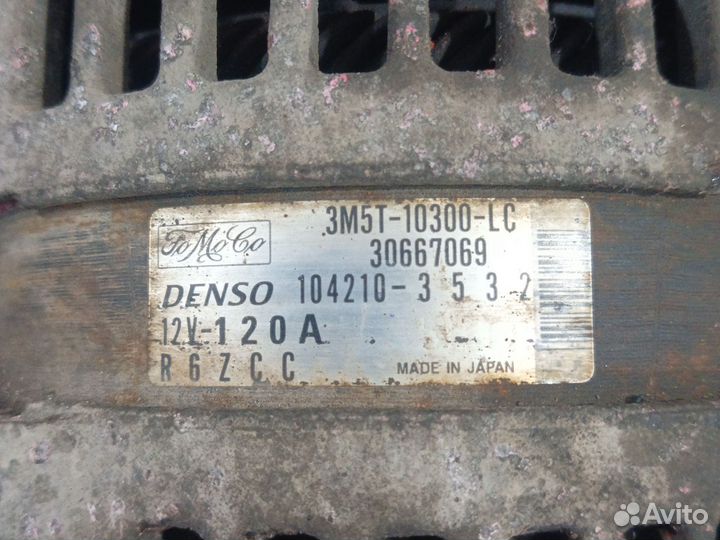 3M5T-10300-LC
FoMoCo 30667069
DENSO 104210-3532
12V-120A
R6ZCC MADE IN JAPAN
Avito